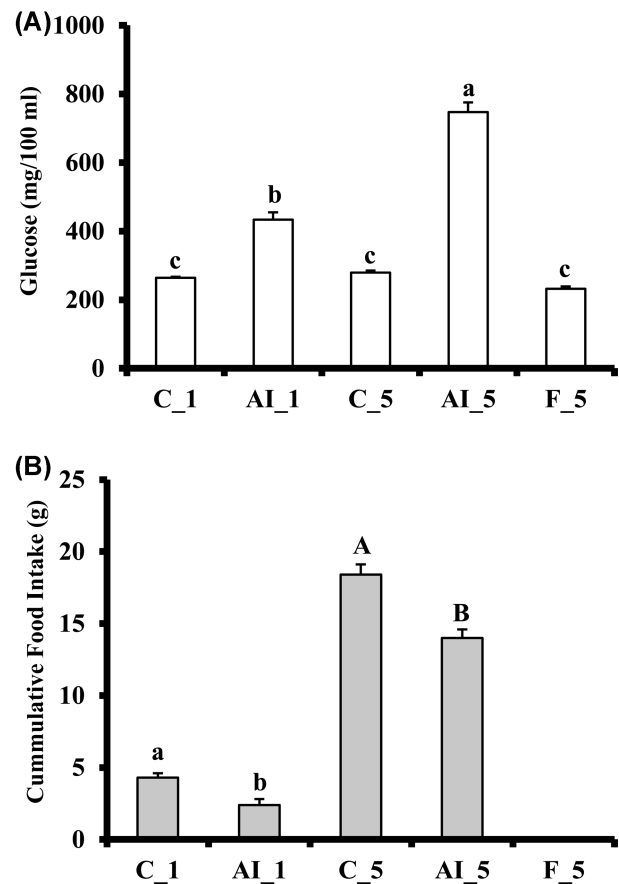 (A)
Glucose (mg/100 ml)
1000
800
600
400
200
0
c
b
c
a
c
C_1 AI_1 C_5 AI_5 F_5
(B)
Cummulative Food Intake (g)
25
20
15
10
5
0
a
b
A
B
C_1 AI_1 C_5 AI_5 F_5